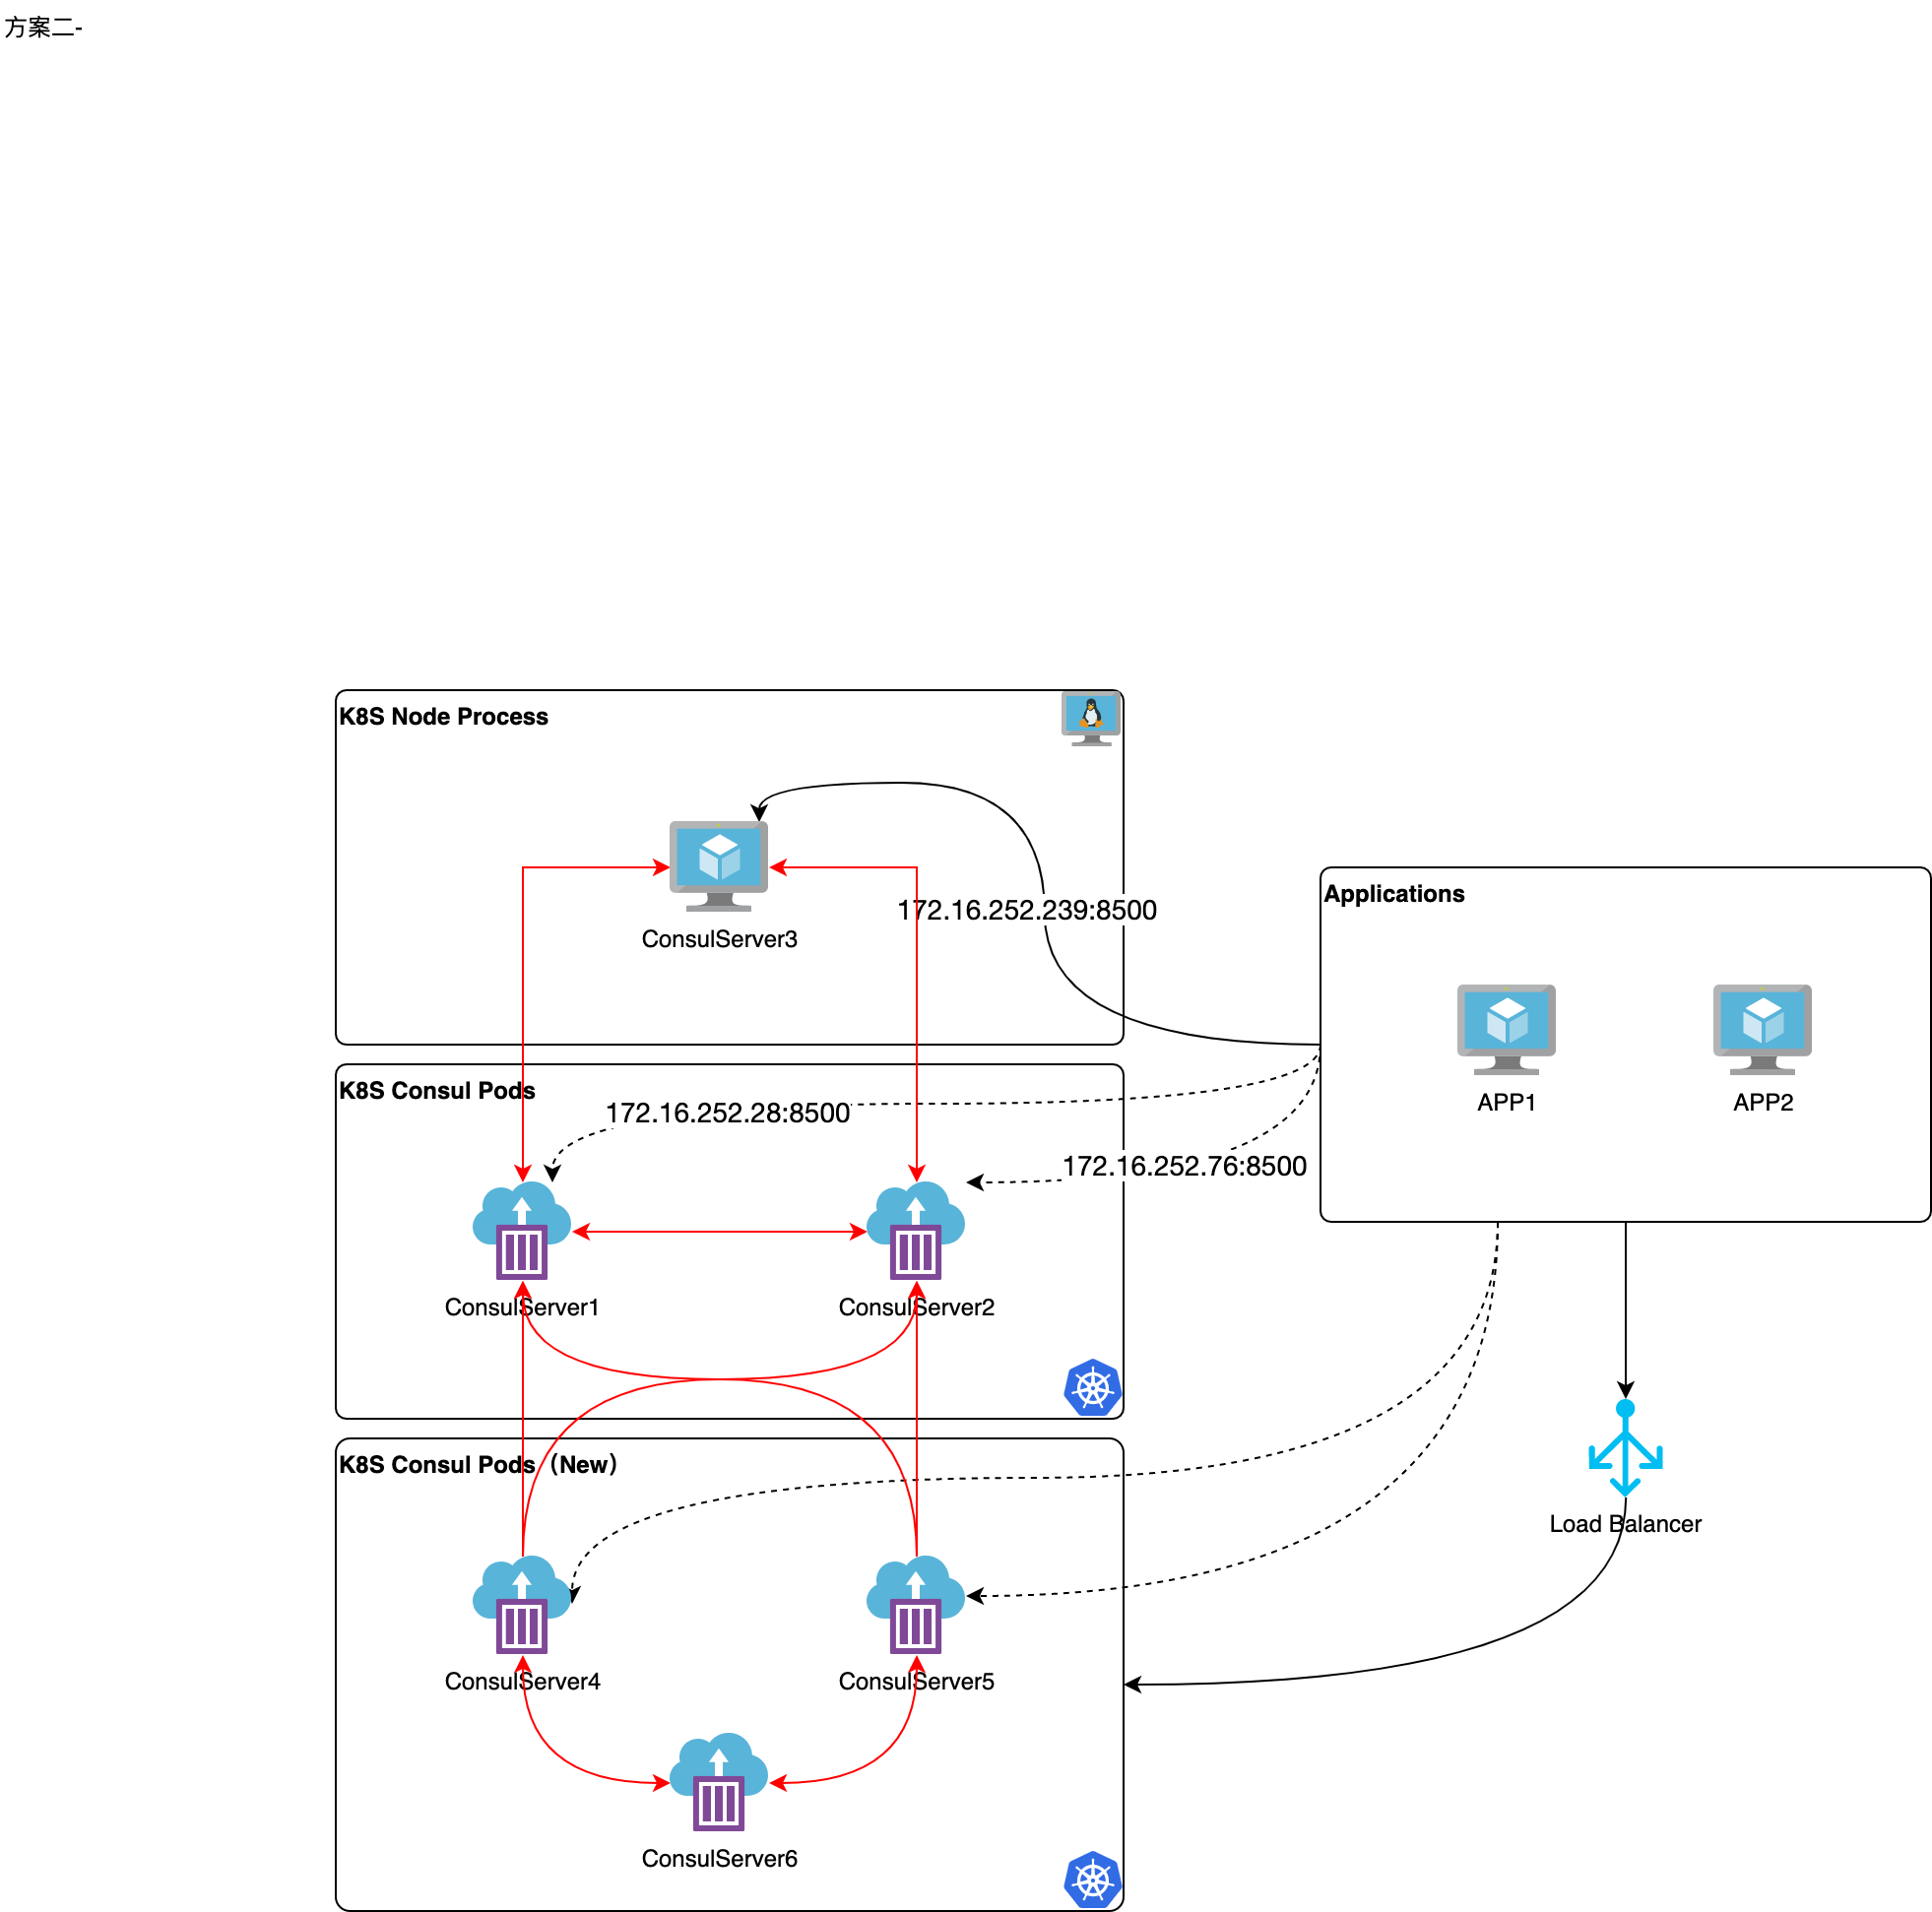 方案二-
K8S Node Process
ConsulServer3
172.16.252.239:8500
Applications
APP1
APP2
K8S Consul Pods
172.16.252.28:8500
172.16.252.76:8500
ConsulServer1
ConsulServer2
K8S Consul Pods（New）
Load Balancer
ConsulServer4
ConsulServer5
ConsulServer6